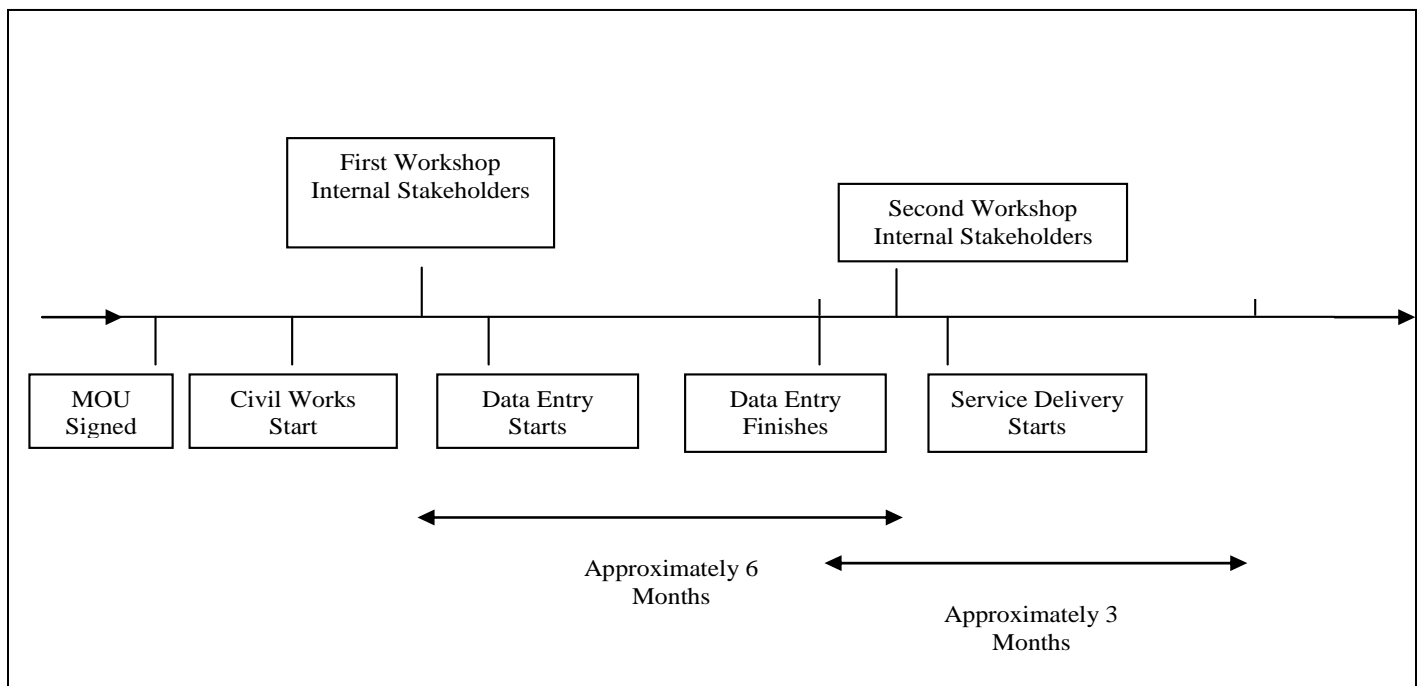 First Workshop
Internal Stakeholders
Second Workshop
Internal Stakeholders
MOU
Signed
Civil Works
Start
Data Entry
Starts
Data Entry
Finishes
Service Delivery
Starts
Approximately 6
Months
Approximately 3
Months